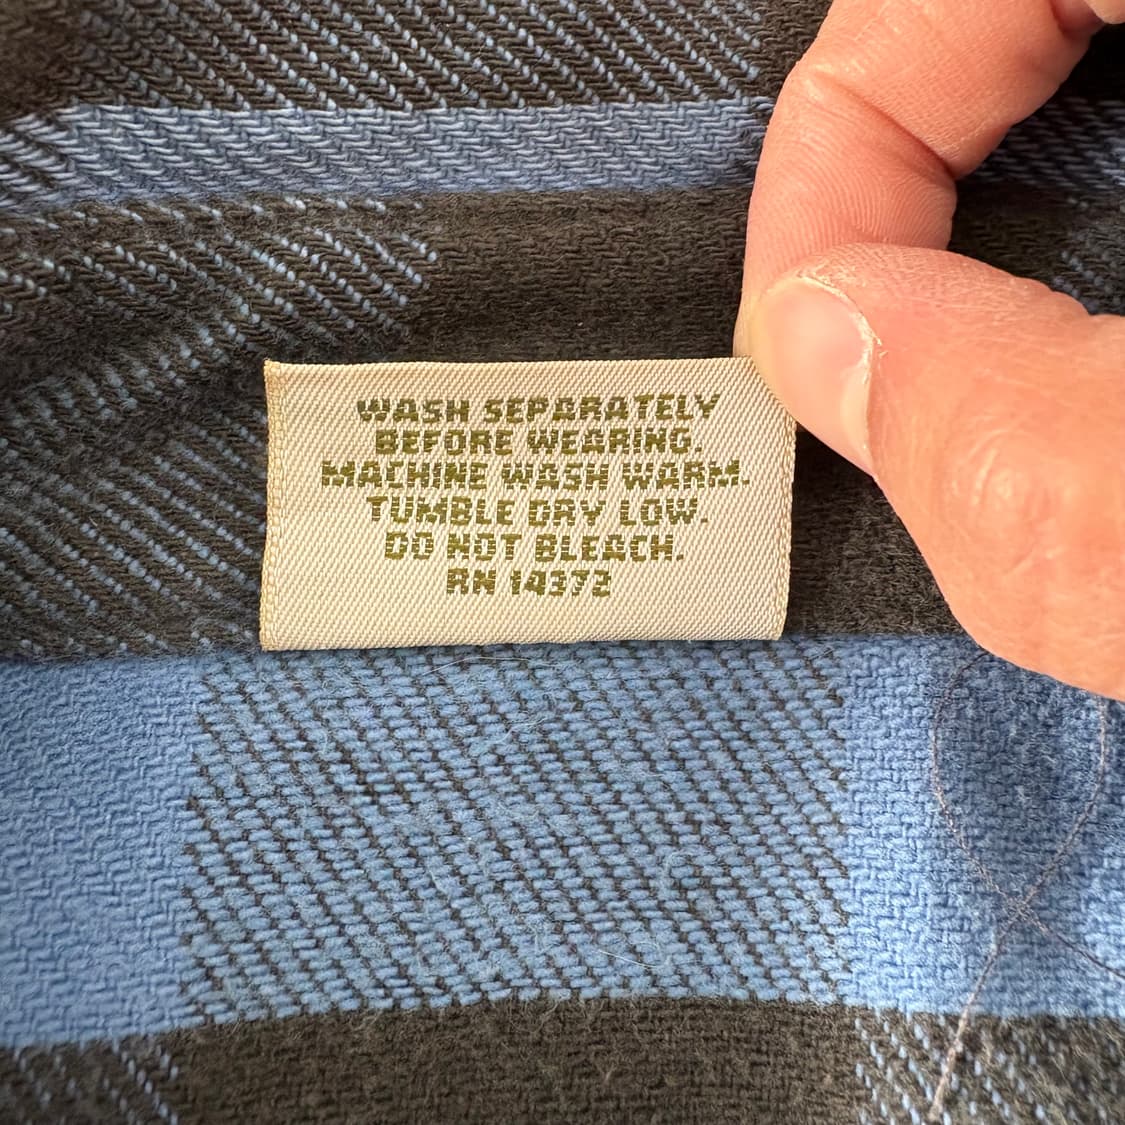 WASH SEPARATELY
BEFORE WEARING.
MACHINE WASH WARM.
TUMBLE DRY LOW.
DO NOT BLEACH.
RN 14372